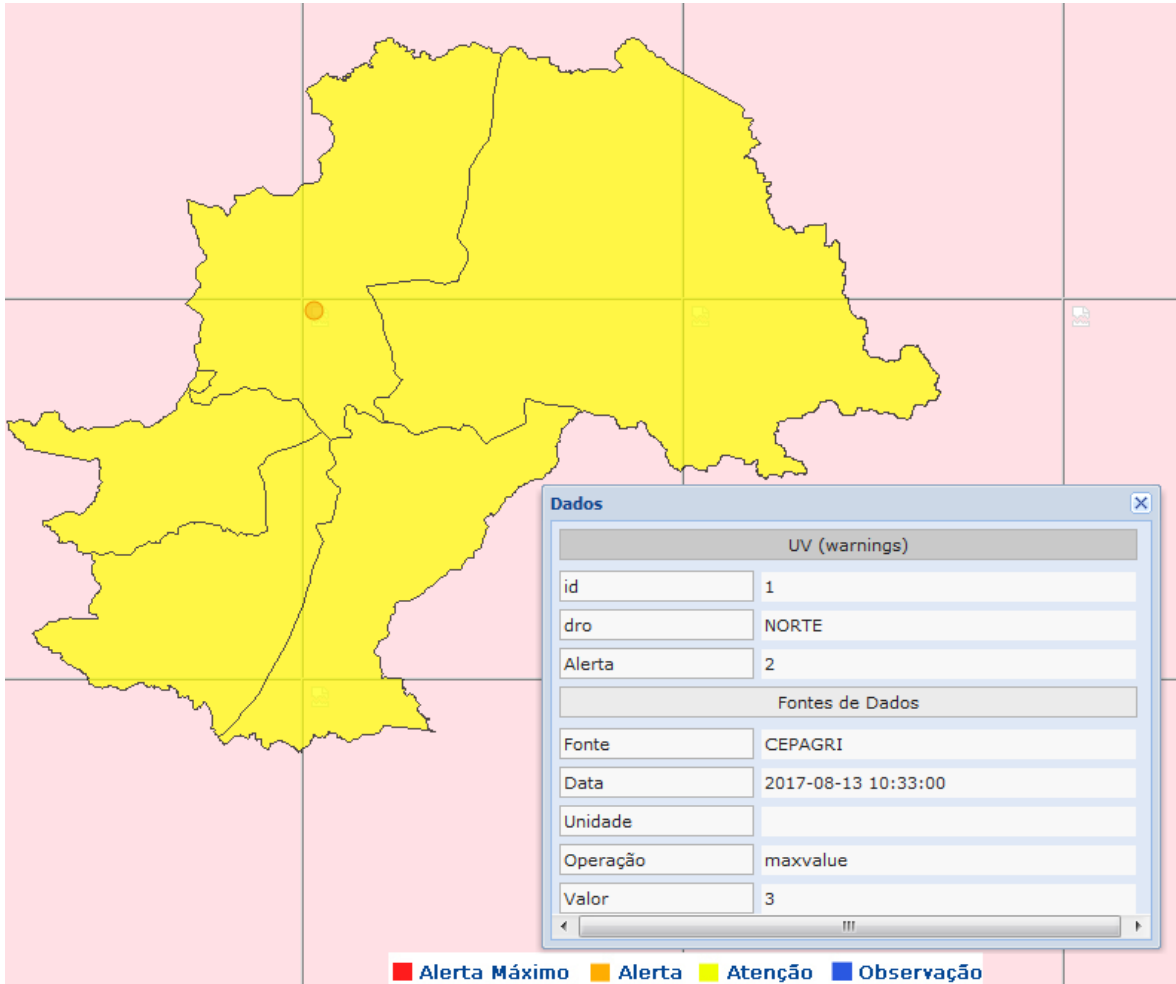 Dados
UV (warnings)
id 1
dro NORTE
Alerta 2
Fontes de Dados
Fonte CEPAGRI
Data 2017-08-13 10:33:00
Unidade
Operação maxvalue
Valor 3
Alerta Máximo Alerta Atenção Observação